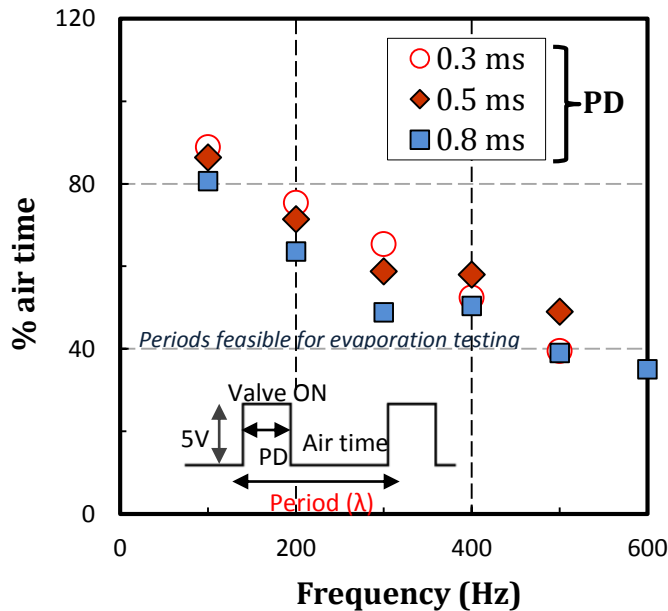 120
80
40
0
% air time
0.3 ms
0.5 ms
0.8 ms
PD
Periods feasible for evaporation testing
Valve ON
5V
PD
Air time
Period (λ)
0
200
400
600
Frequency (Hz)